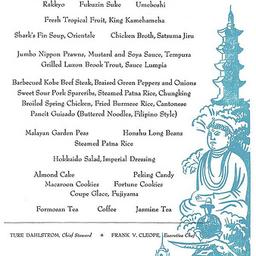 Rekkyo Fukuzin Suke Umeboshi
Fresh Tropical Fruit, King Kamehameha
Shark's Fin Soup, Orientale Chicken Broth, Satsuma Jiru
Jumbo Nippon Prawns, Mustard and Soya Sauce, Tempura
Grilled Luzon Brook Trout, Sauce Lumpia
Barbecued Kobe Beef Steak, Braised Green Peppers and Onions
Sweet Sour Pork Spareribs, Steamed Patna Rice, Chungking
Broiled Spring Chicken, Fried Burmese Rice, Cantonese
Pancit Guisado (Buttered Noodles, Filipino Style)
Malayan Garden Peas Honshu Long Beans
Steamed Patna Rice
Hokkaido Salad, Imperial Dressing
Almond Cake Peking Candy
Macaroon Cookies Fortune Cookies
Coupe Glace, Fujiyama
Formosan Tea Coffee Jasmine Tea
TURE DAHLSTROM, Chief Steward * FRANK V. CLEOFE, Executive Chef